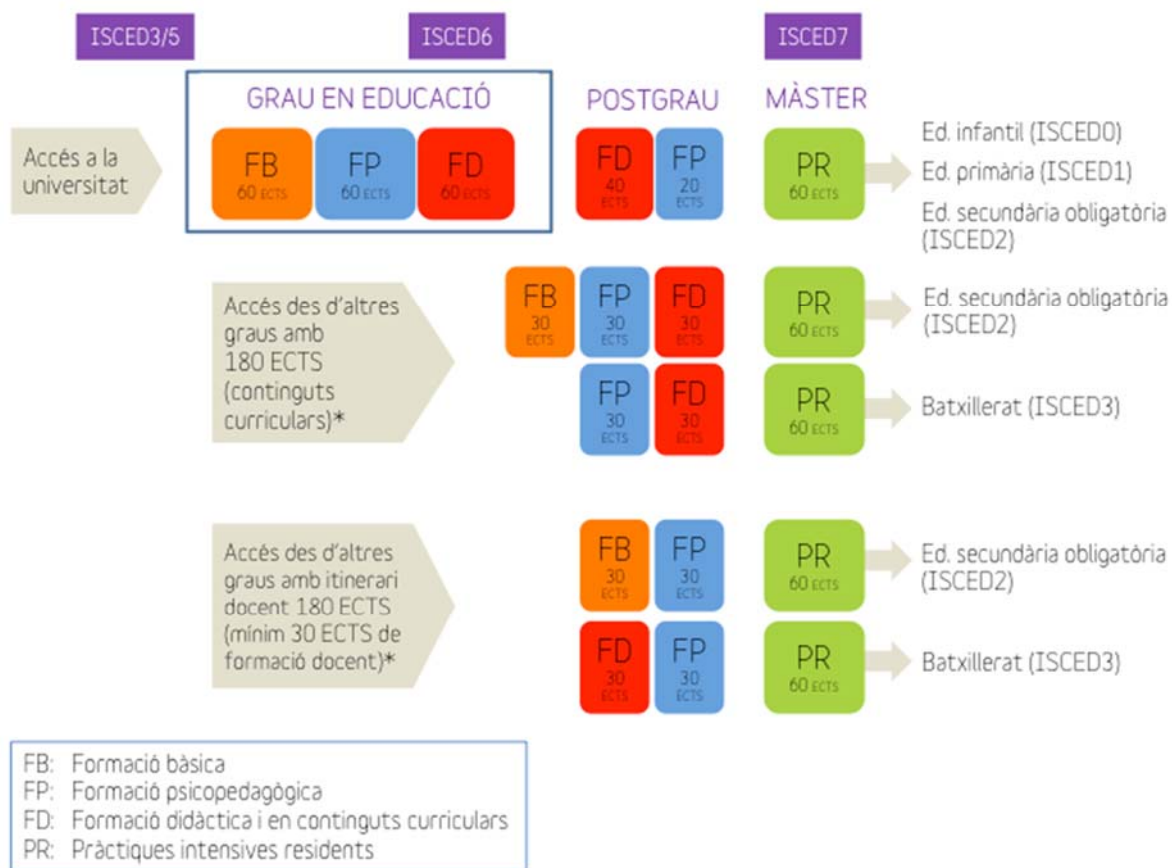 ISCED3/5
ISCED6
ISCED7
GRAU EN EDUCACIÓ
POSTGRAU
MÀSTER
Accés a la
universitat
FB
60 ECTS
FP
60 ECTS
FD
60 ECTS
FD
40
ECTS
FP
20
ECTS
PR
60 ECTS
Ed. infantil (ISCED0)
Ed. primària (ISCED1)
Ed. secundària obligatòria
(ISCED2)
Accés des d'altres
graus amb
180 ECTS
(continguts
curriculars)*
FB
30
ECTS
FP
30
ECTS
FD
30
ECTS
PR
60 ECTS
Ed. secundària obligatòria
(ISCED2)
FP
30
ECTS
FD
30
ECTS
PR
60 ECTS
Batxillerat (ISCED3)
Accés des d'altres
graus amb itinerari
docent 180 ECTS
(mínim 30 ECTS de
formació docent)*
FB
30
ECTS
FP
30
ECTS
PR
60 ECTS
Ed. secundària obligatòria
(ISCED2)
FD
30
ECTS
FP
30
ECTS
PR
60 ECTS
Batxillerat (ISCED3)
FB: Formació bàsica
FP: Formació psicopedagògica
FD: Formació didàctica i en continguts curriculars
PR: Pràctiques intensives residents